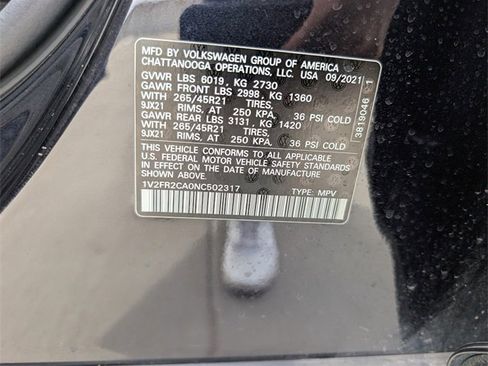 MFD BY VOLKSWAGEN GROUP OF AMERICA
CHATTANOOGA OPERATIONS, LLC. USA 09/2021
GVWR LBS 6019, KG 2730
GAWR FRONT LBS 2998, KG 1360
WITH 265/45R21 TIRES,
9JX21 RIMS, AT 250 KPA, 36 PSI COLD
GAWR REAR LBS 3131, KG 1420
WITH 265/45R21 TIRES,
9JX21 RIMS, AT 250 KPA, 36 PSI COLD
THIS VEHICLE CONFORMS TO ALL APPLICABLE
U.S. FEDERAL MOTOR VEHICLE SAFETY STANDARDS
IN EFFECT ON THE DATE OF MANUFACTURE
SHOWN ABOVE.
1V2FR2CA0NC502317 TYPE: MPV
3819046 1